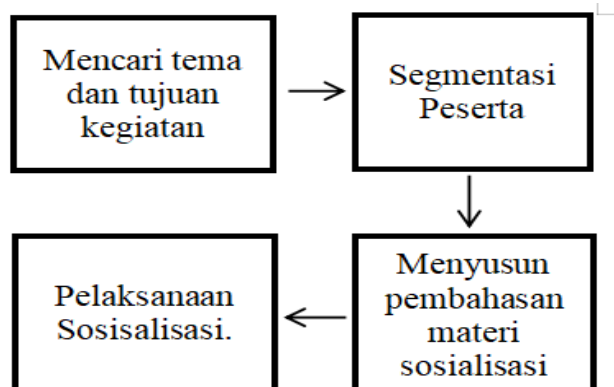 Mencari tema
dan tujuan
kegiatan
Segmentasi
Peserta
Menyusun
pembahasan
materi
sosialisasi
Pelaksanaan
Sosisalisasi.